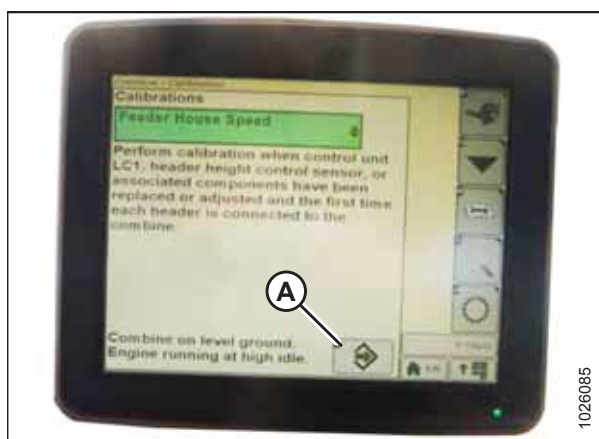 Combine - Calibration
Calibrations
Feeder House Speed
Perform calibration when control unit
LC1, header height control sensor, or
associated components have been
replaced or adjusted and the first time
each header is connected to the
combine.
A
Combine on level ground.
Engine running at high idle.
1026085